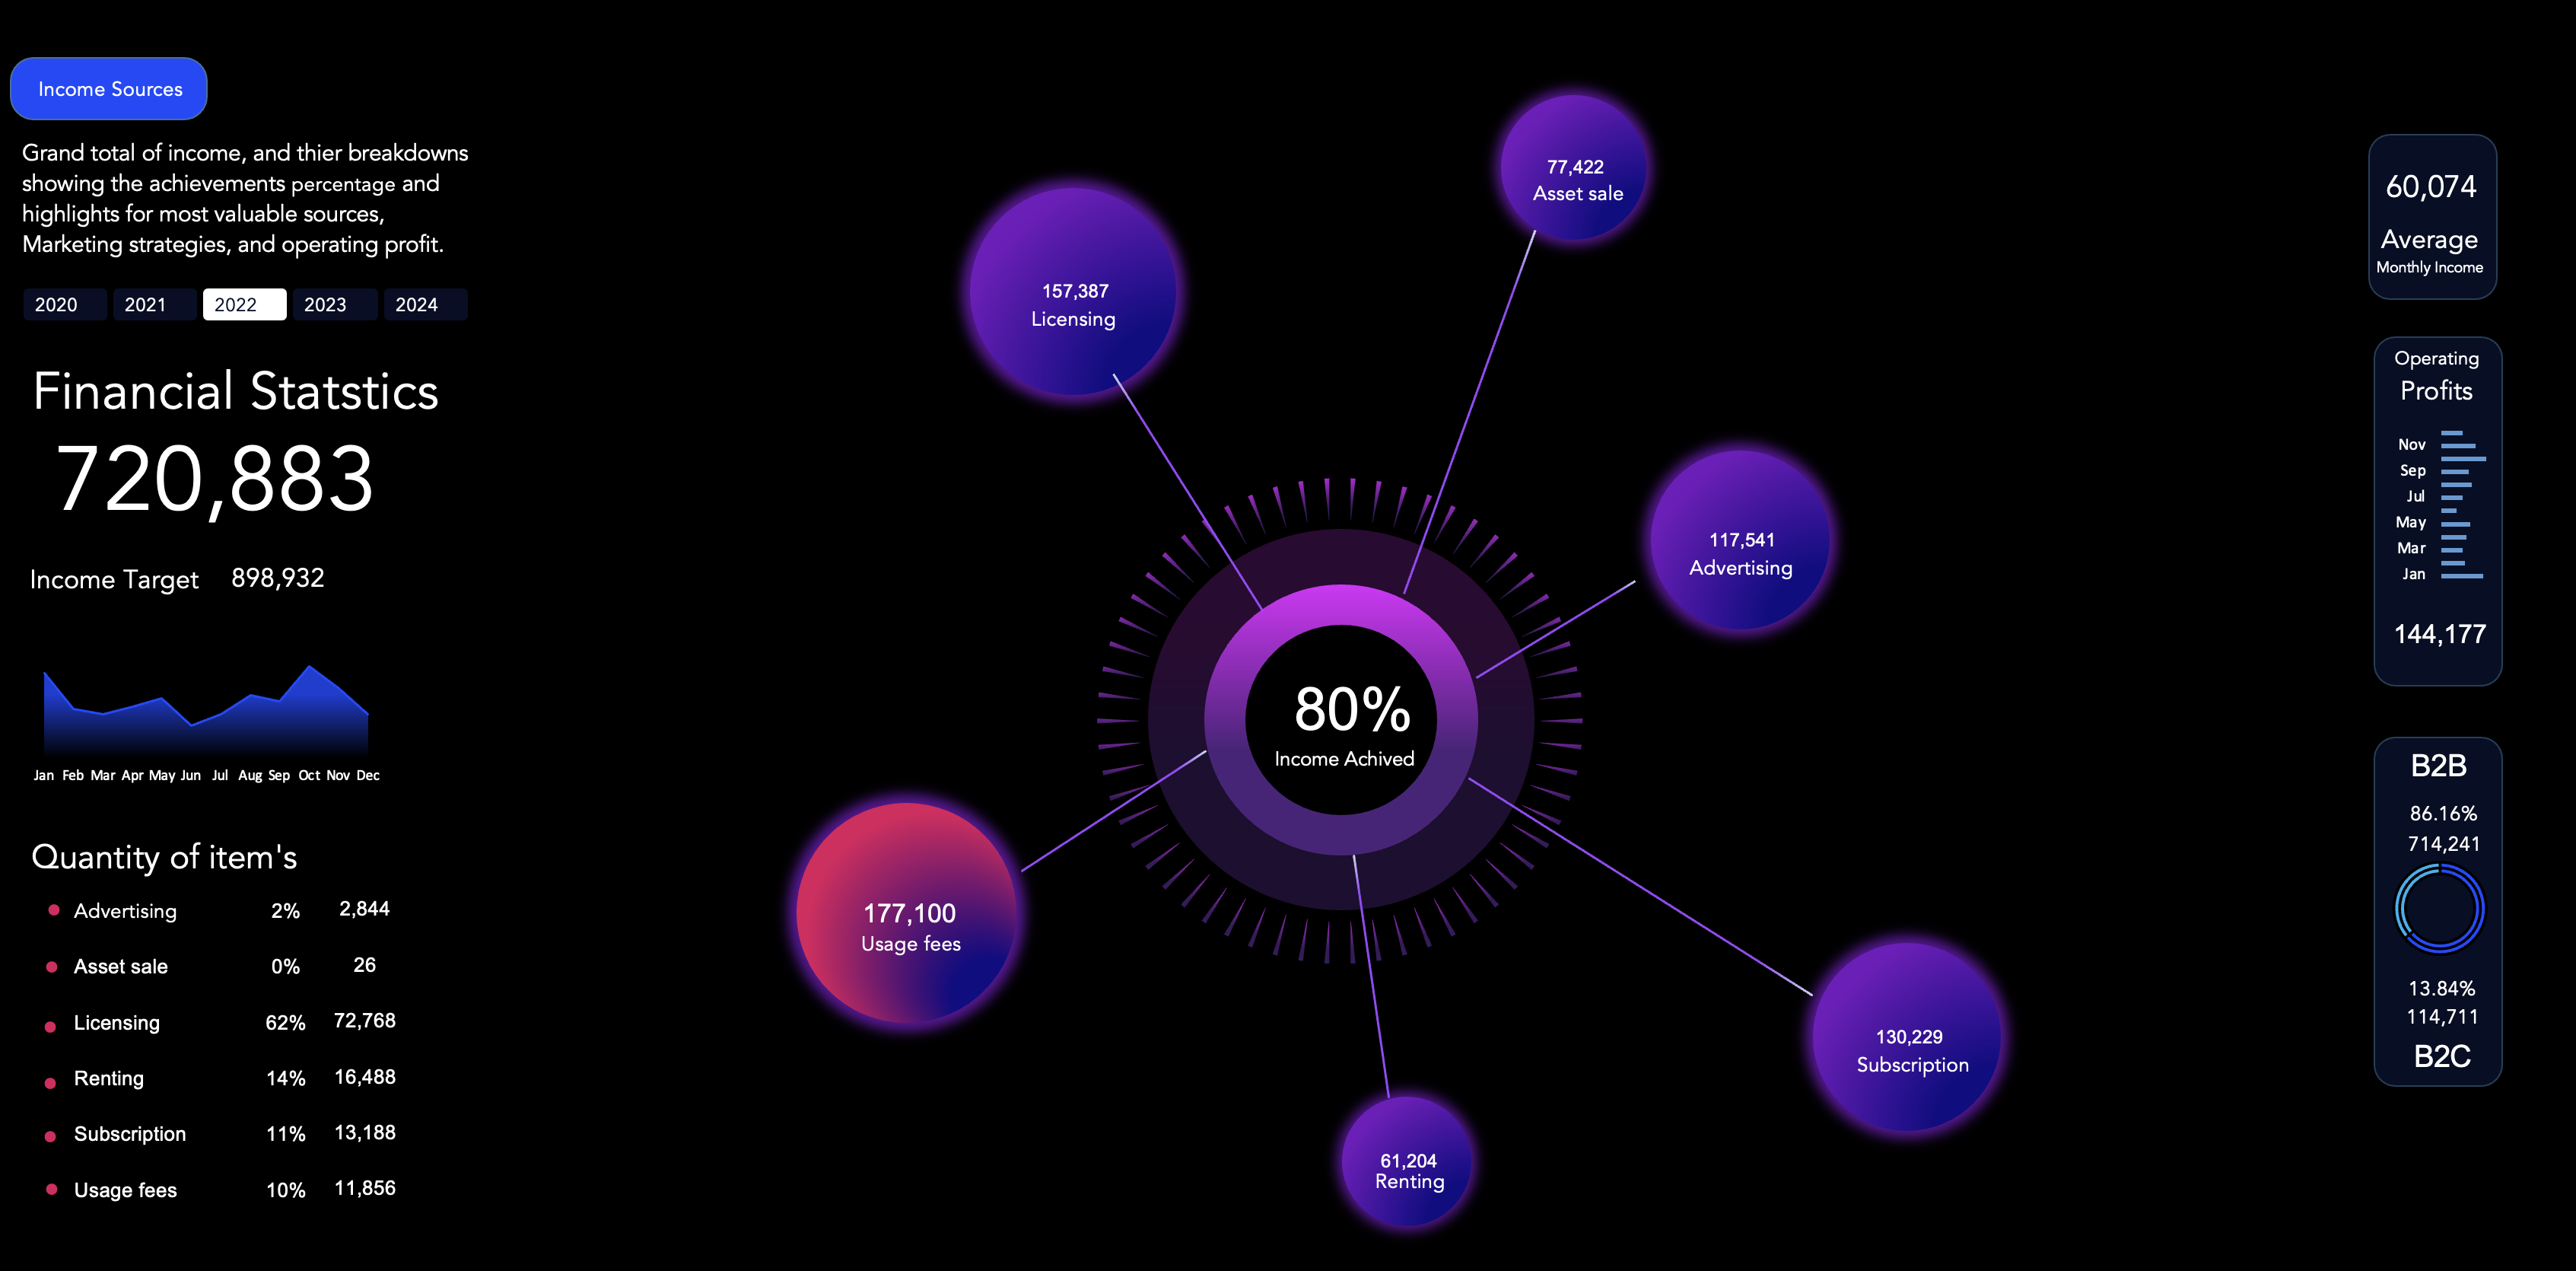 Income Sources
Grand total of income, and thier breakdowns
showing the achievements percentage and
highlights for most valuable sources,
Marketing strategies, and operating profit.
2020 2021 2022 2023 2024
Financial Statstics
720,883
Income Target 898,932
Jan Feb Mar Apr May Jun Jul Aug Sep Oct Nov Dec
Quantity of item's
Advertising 2% 2,844
Asset sale 0% 26
Licensing 62% 72,768
Renting 14% 16,488
Subscription 11% 13,188
Usage fees 10% 11,856
77,422
Asset sale
157,387
Licensing
117,541
Advertising
80%
Income Achived
177,100
Usage fees
130,229
Subscription
61,204
Renting
60,074
Average
Monthly Income
Operating
Profits
Nov
Sep
Jul
May
Mar
Jan
144,177
B2B
86.16%
714,241
13.84%
114,711
B2C